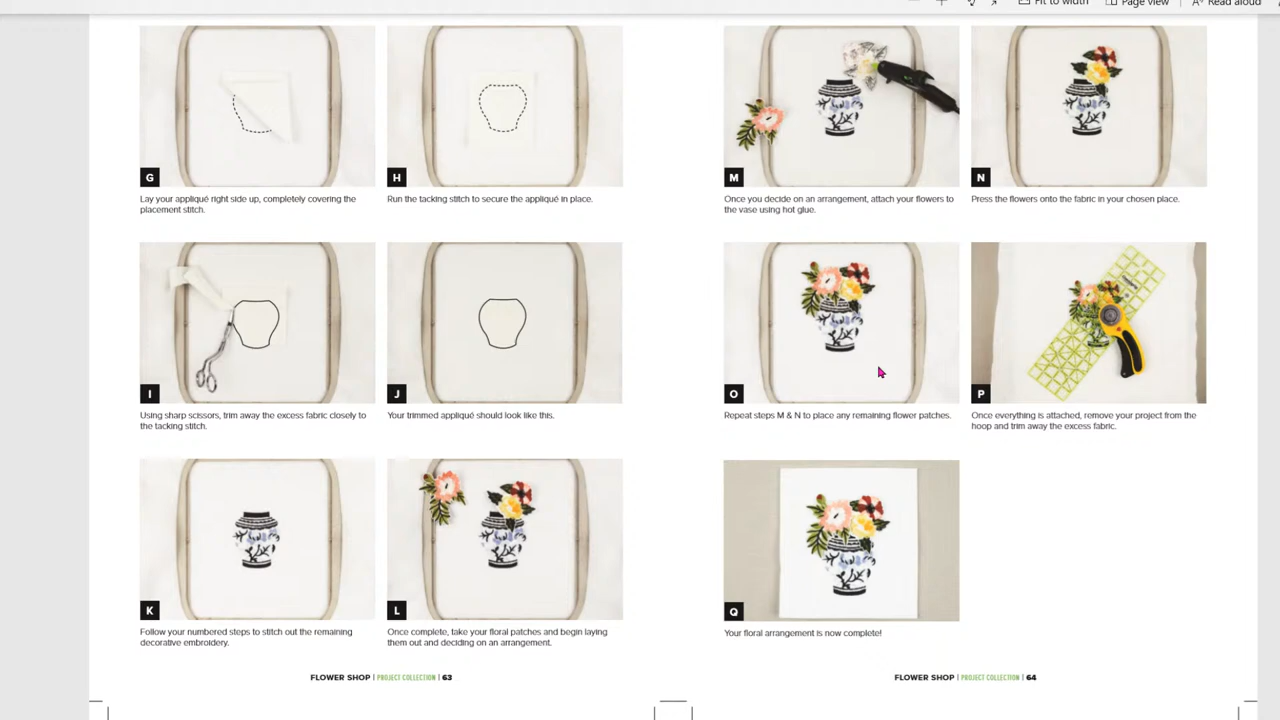 Fit to width
Page view
Read aloud
G
Lay your appliqué right side up, completely covering the
placement stitch.
H
Run the tacking stitch to secure the appliqué in place.
I
Using sharp scissors, trim away the excess fabric closely to
the tacking stitch.
J
Your trimmed appliqué should look like this.
K
Follow your numbered steps to stitch out the remaining
decorative embroidery.
L
Once complete, take your floral patches and begin laying
them out and deciding on an arrangement.
FLOWER SHOP | PROJECT COLLECTION | 63
M
Once you decide on an arrangement, attach your flowers to
the vase using hot glue.
N
Press the flowers onto the fabric in your chosen place.
O
Repeat steps M & N to place any remaining flower patches.
P
Once everything is attached, remove your project from the
hoop and trim away the excess fabric.
Q
Your floral arrangement is now complete!
FLOWER SHOP | PROJECT COLLECTION | 64